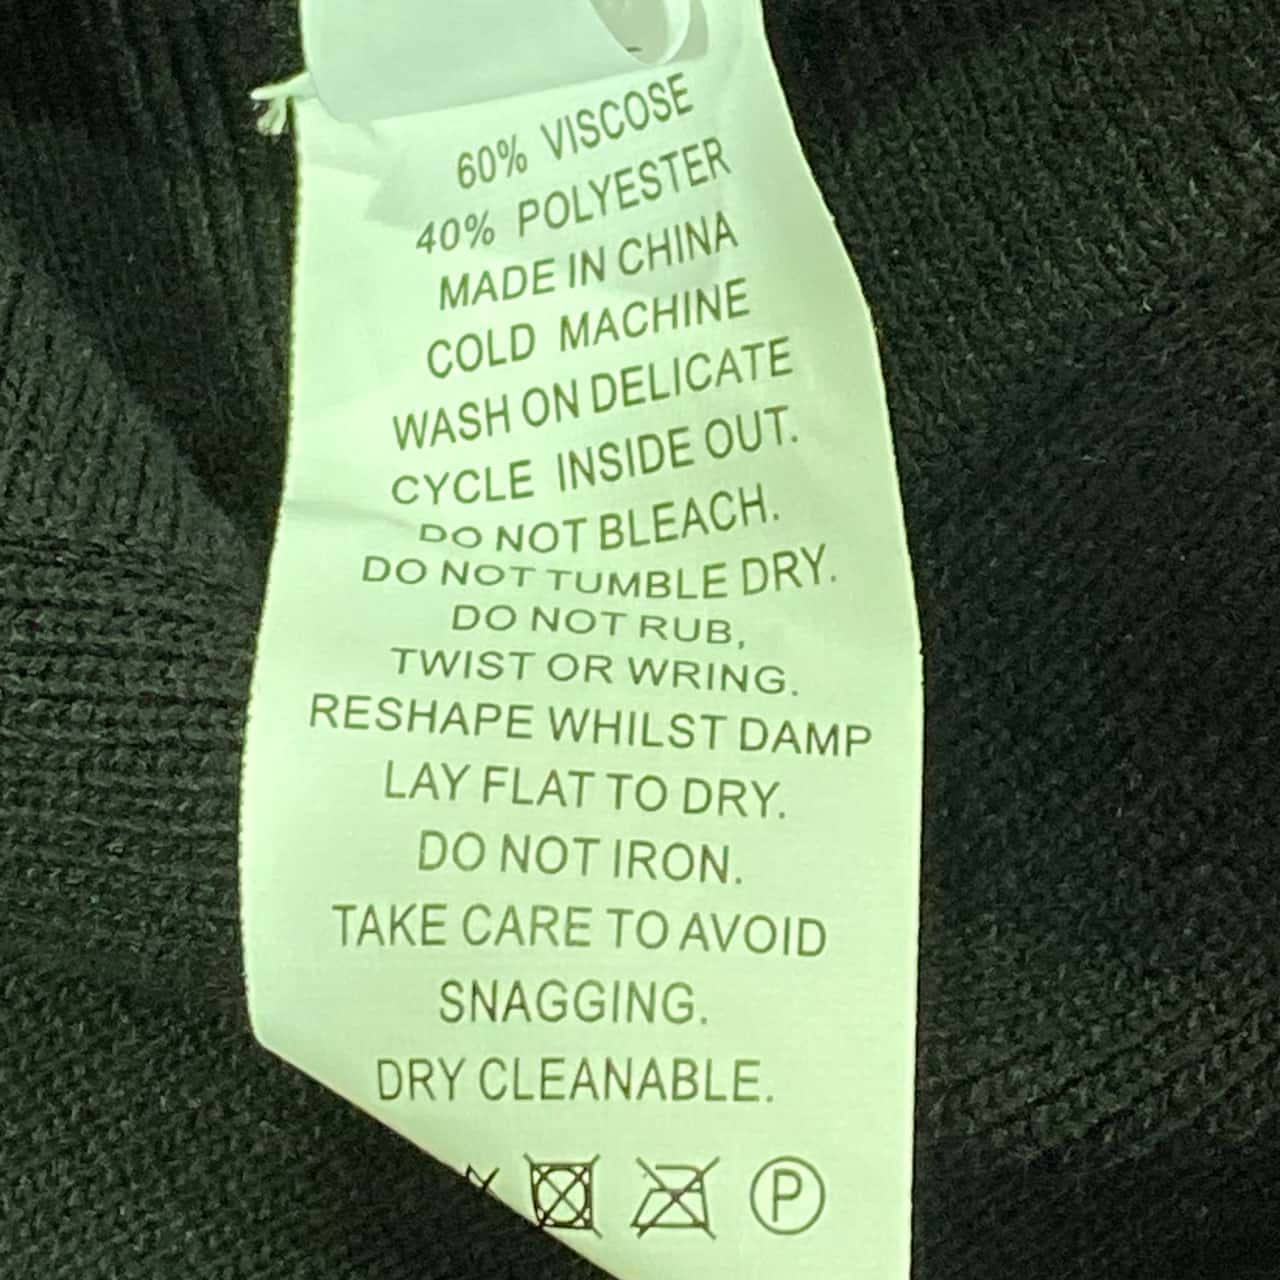 60% VISCOSE
40% POLYESTER
MADE IN CHINA
COLD MACHINE
WASH ON DELICATE
CYCLE INSIDE OUT.
DO NOT BLEACH.
DO NOT TUMBLE DRY.
DO NOT RUB,
TWIST OR WRING.
RESHAPE WHILST DAMP
LAY FLAT TO DRY.
DO NOT IRON.
TAKE CARE TO AVOID
SNAGGING.
DRY CLEANABLE.
P